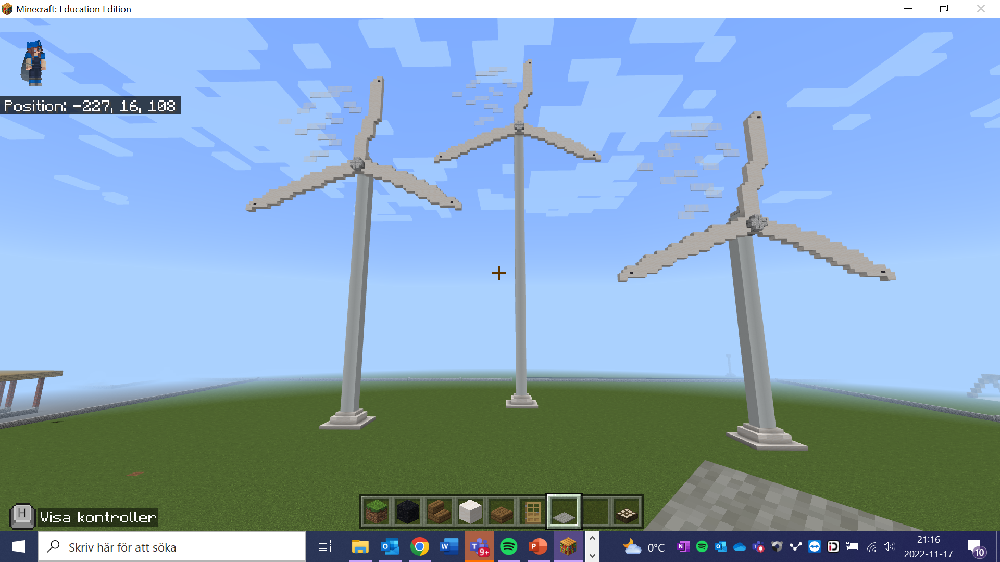 Minecraft: Education Edition
Position: -227, 16, 108
H Visa kontroller
Skriv här för att söka
9+
0°C
21:16
2022-11-17
10